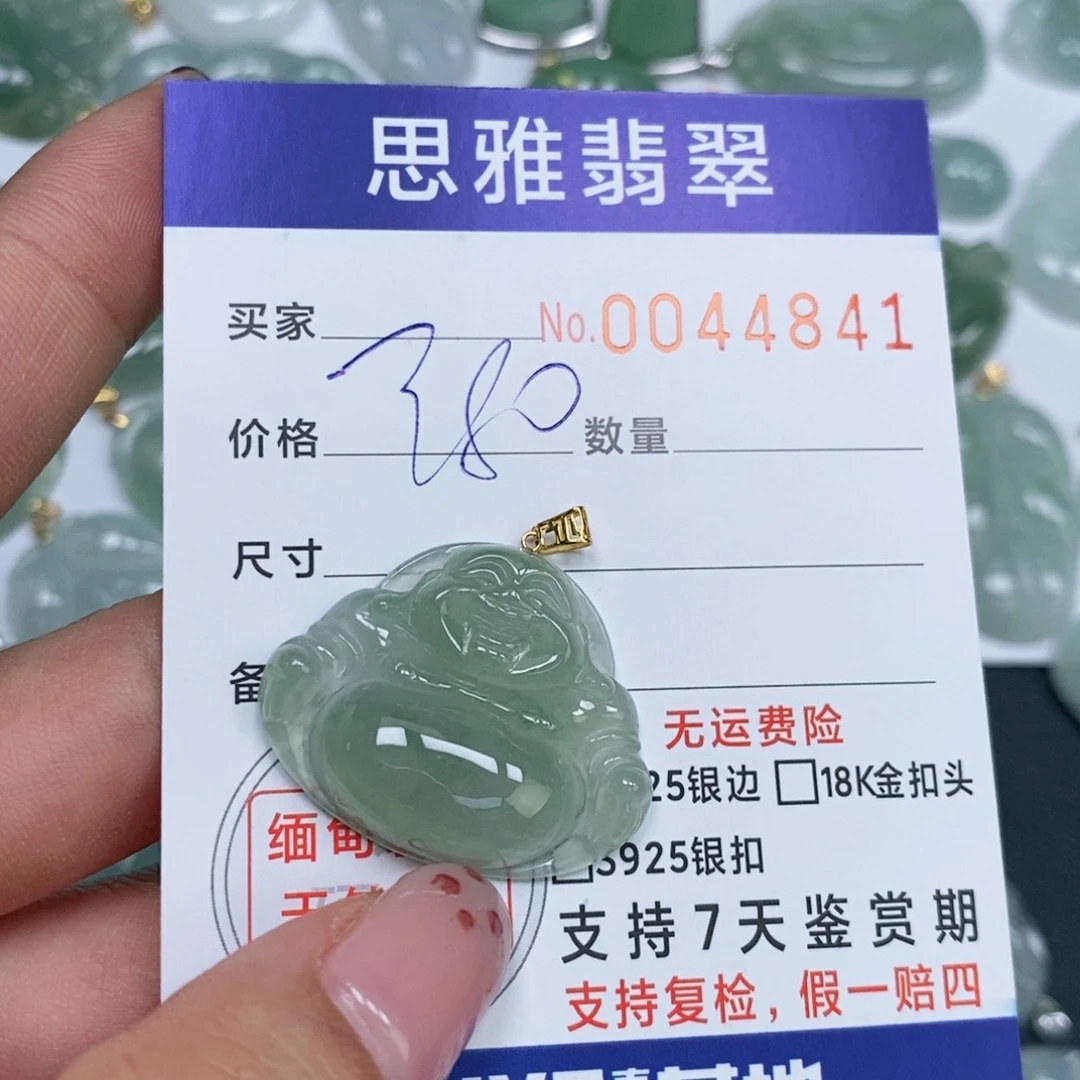 思雅翡翠
买家 No.0044841
价格 380 数量
尺寸
备
无运费险
25银边 □18K金扣头
缅甸
□S925银扣
支持7天鉴赏期
支持复检，假一赔四